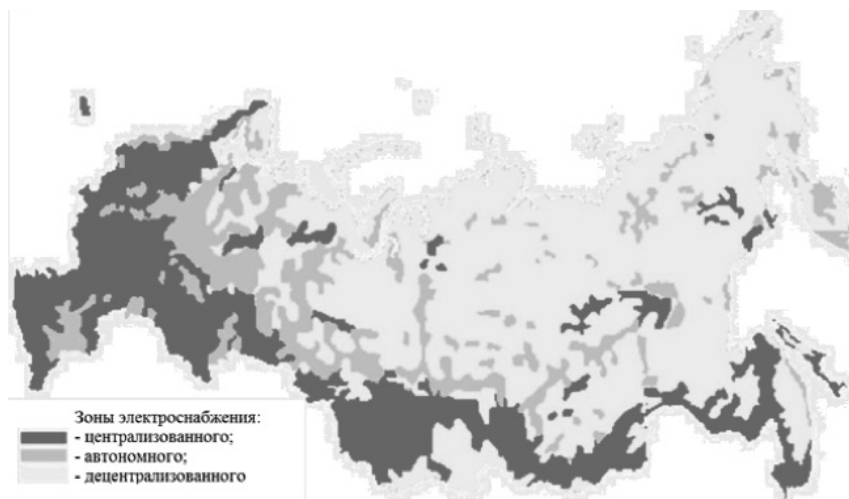 Зоны электроснабжения:
- централизованного;
- автономного;
- децентрализованного